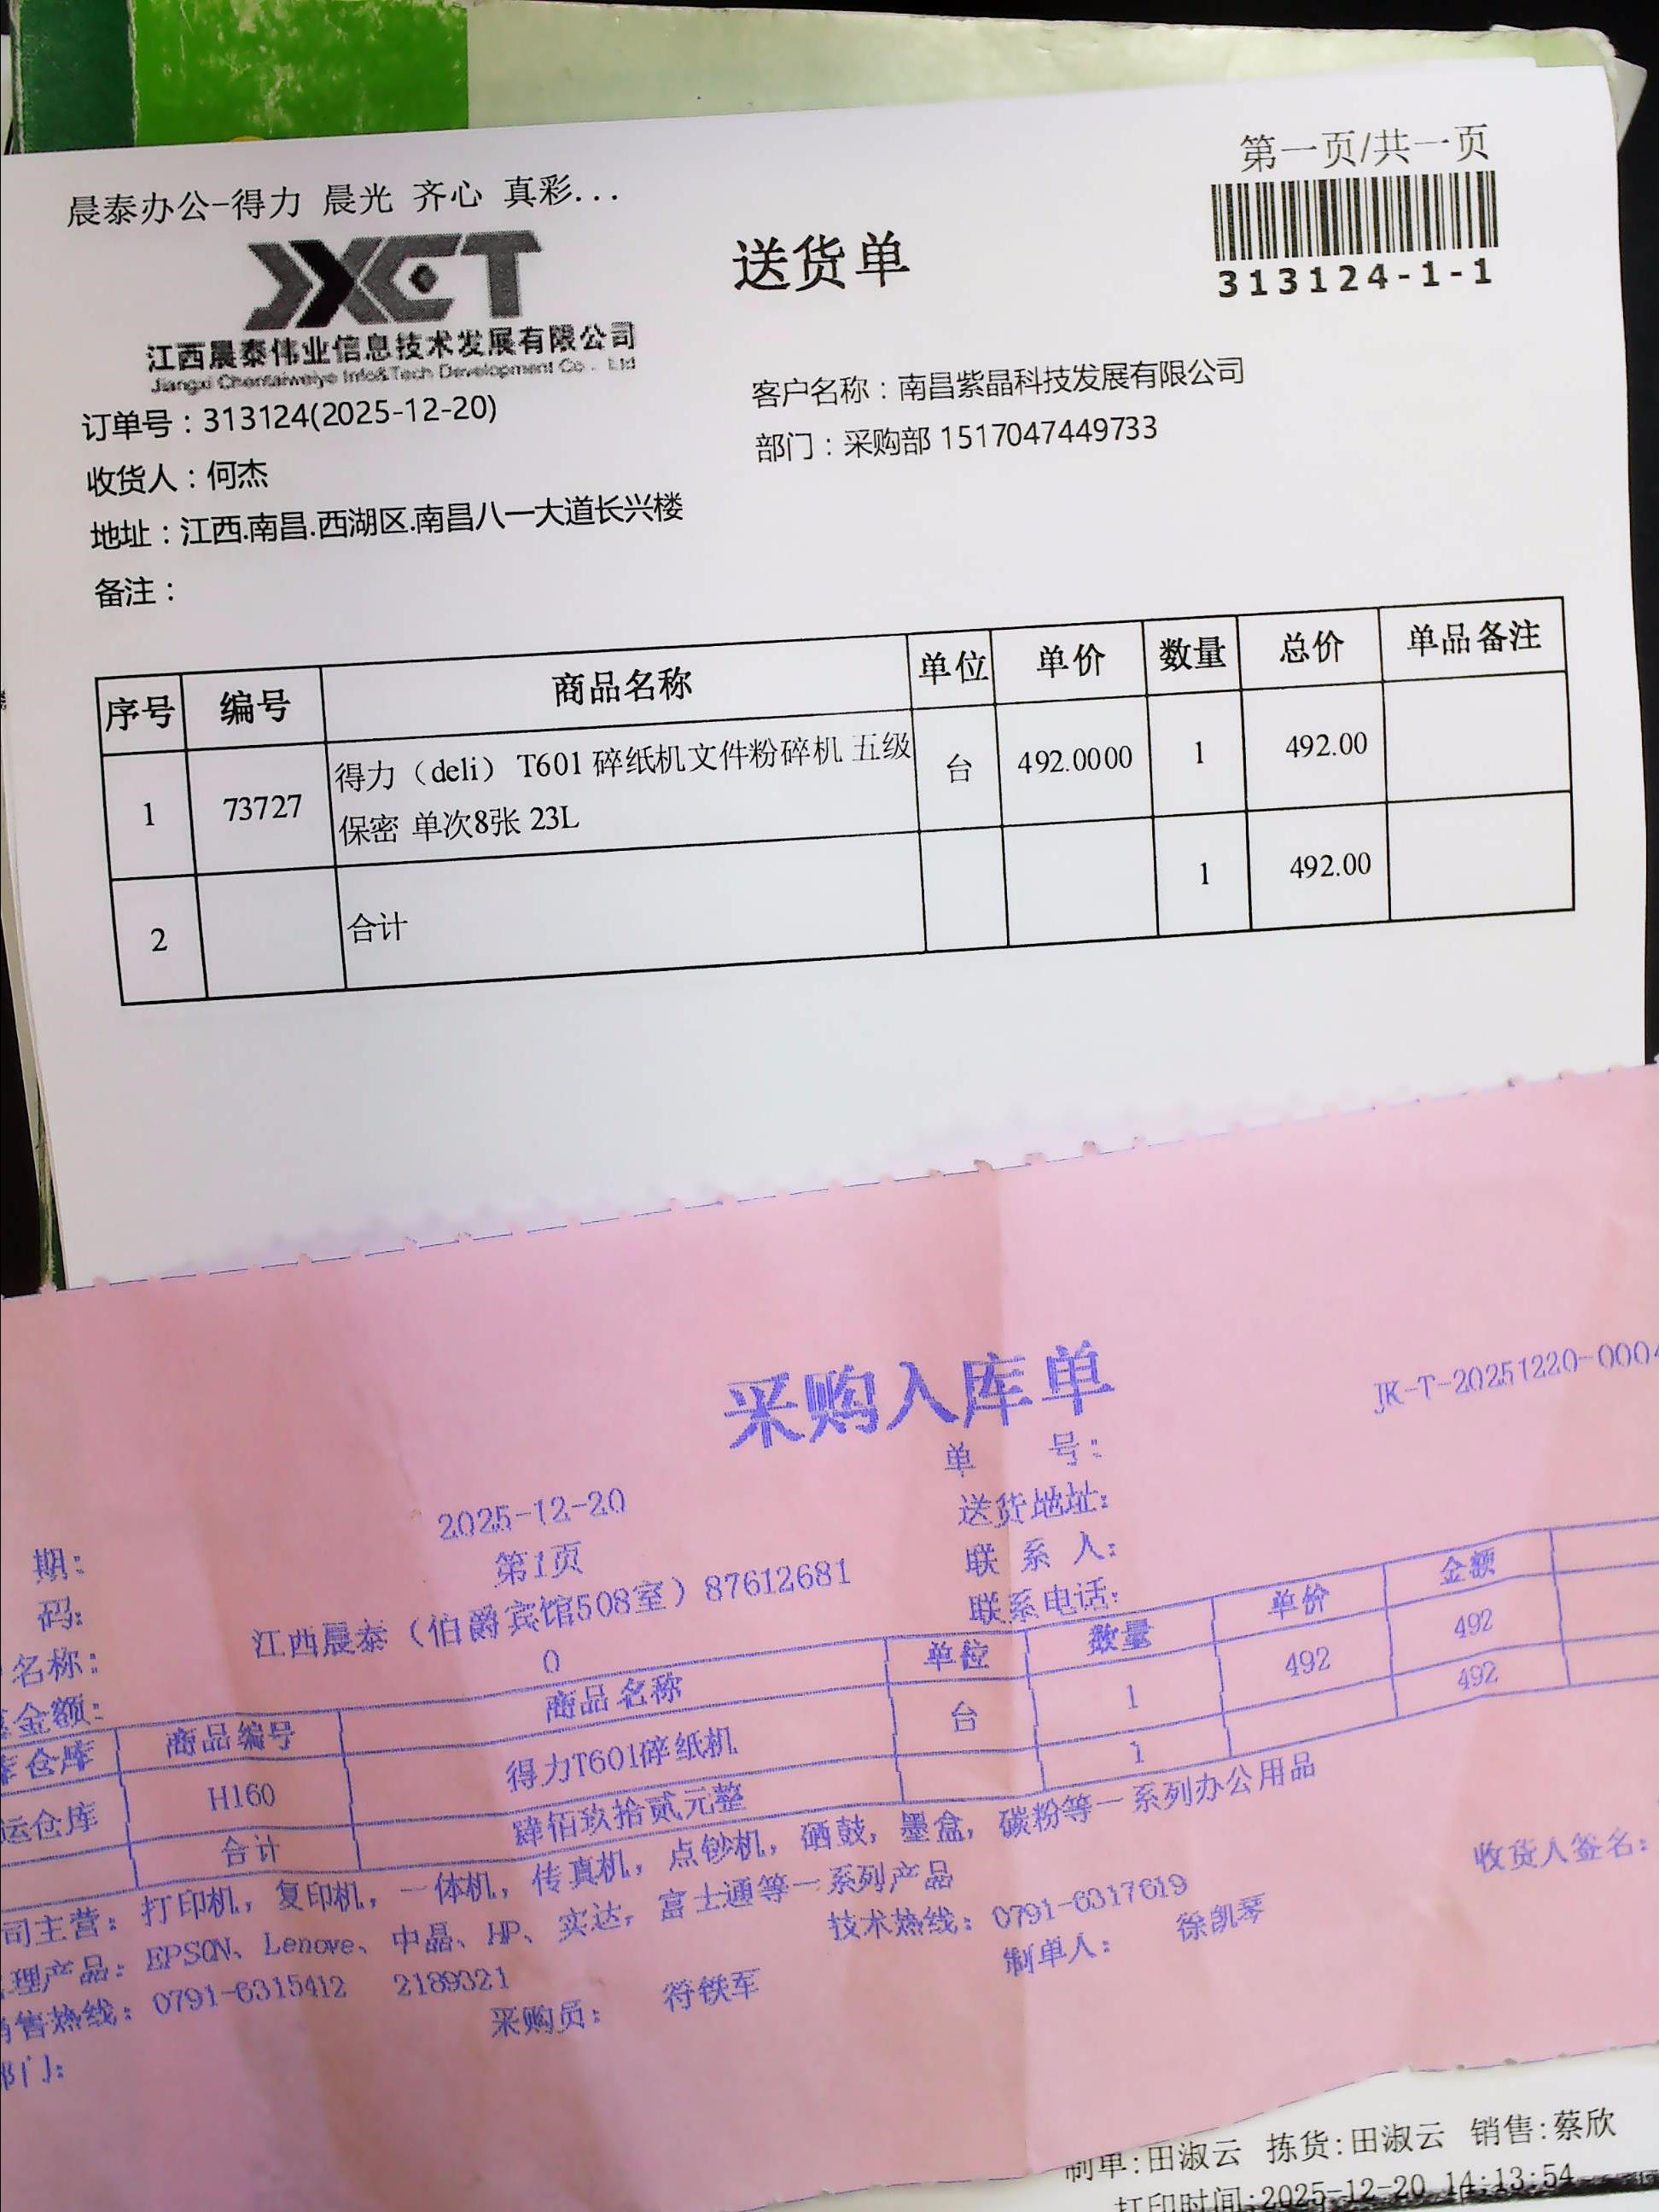 第一页/共一页
晨泰办公-得力 晨光 齐心 真彩...
JXCT
送货单
313124-1-1
江西晨泰伟业信息技术发展有限公司
Jiangxi Chentaiweiye Info&Tech Development Co., Ltd
订单号：313124(2025-12-20)
客户名称：南昌紫晶科技发展有限公司
收货人：何杰
部门：采购部 1517047449733
地址：江西.南昌.西湖区.南昌八一大道长兴楼
备注：
序号 编号 商品名称 单位 单价 数量 总价 单品备注
1 73727 得力（deli） T601 碎纸机文件粉碎机 五级 台 492.0000 1 492.00
保密 单次8张 23L
2 合计 1 492.00
采购入库单
单 号： JK-T-20251220-0004
期： 2025-12-20 送货地址：
码： 第1页 联 系 人：
名称： 江西晨泰（伯爵宾馆508室）87612681 联系电话：
金额： 0
仓库 商品编号 商品名称 单位 数量 单价 金额
运仓库 H160 得力T601碎纸机 台 1 492 492
合计 肆佰玖拾贰元整 1 492
司主营：打印机，复印机，一体机，传真机，点钞机，硒鼓，墨盒，碳粉等一系列办公用品
理产品：EPSON、Lenove、中晶、HP、实达，富士通等一系列产品
售热线：0791-6315412 2189321 技术热线：0791-6317619 收货人签名：
部门： 采购员： 符铁军 制单人： 徐凯琴
制单:田淑云 拣货:田淑云 销售:蔡欣
打印时间:2025-12-20 14:13:54